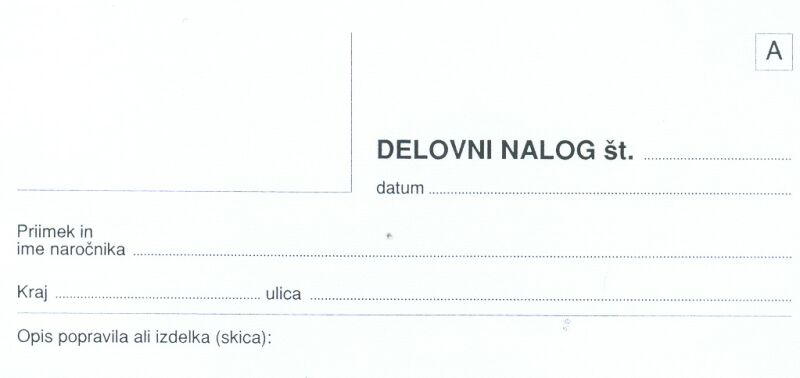 A
DELOVNI NALOG št.
datum
Priimek in
ime naročnika
Kraj ulica
Opis popravila ali izdelka (skica):